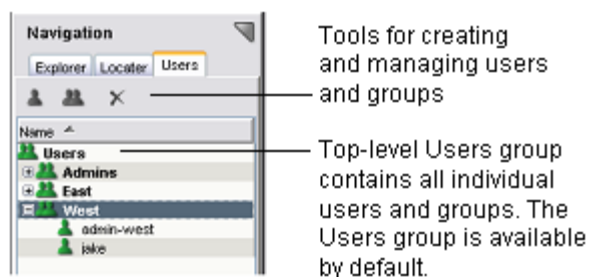 Navigation
Explorer Locater Users
Name
Users
Admins
East
West
admin-west
jake
Tools for creating
and managing users
and groups
Top-level Users group
contains all individual
users and groups. The
Users group is available
by default.